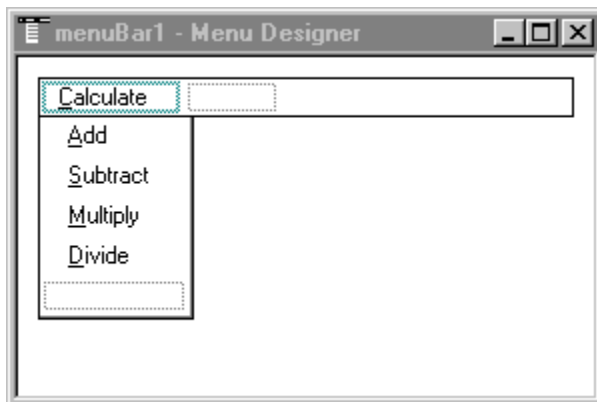 menuBar1 - Menu Designer
Calculate
Add
Subtract
Multiply
Divide